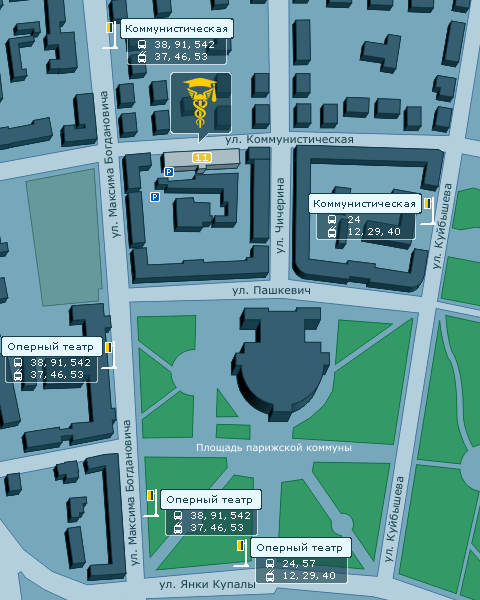 Коммунистическая
38, 91, 542
37, 46, 53
ул. Коммунистическая
11
P
P
ул. Максима Богдановича
ул. Чичерина
Коммунистическая
24
12, 29, 40
ул. Куйбышева
ул. Пашкевич
Оперный театр
38, 91, 542
37, 46, 53
Площадь парижской коммуны
ул. Максима Богдановича
ул. Куйбышева
Оперный театр
38, 91, 542
37, 46, 53
Оперный театр
24, 57
12, 29, 40
ул. Янки Купалы